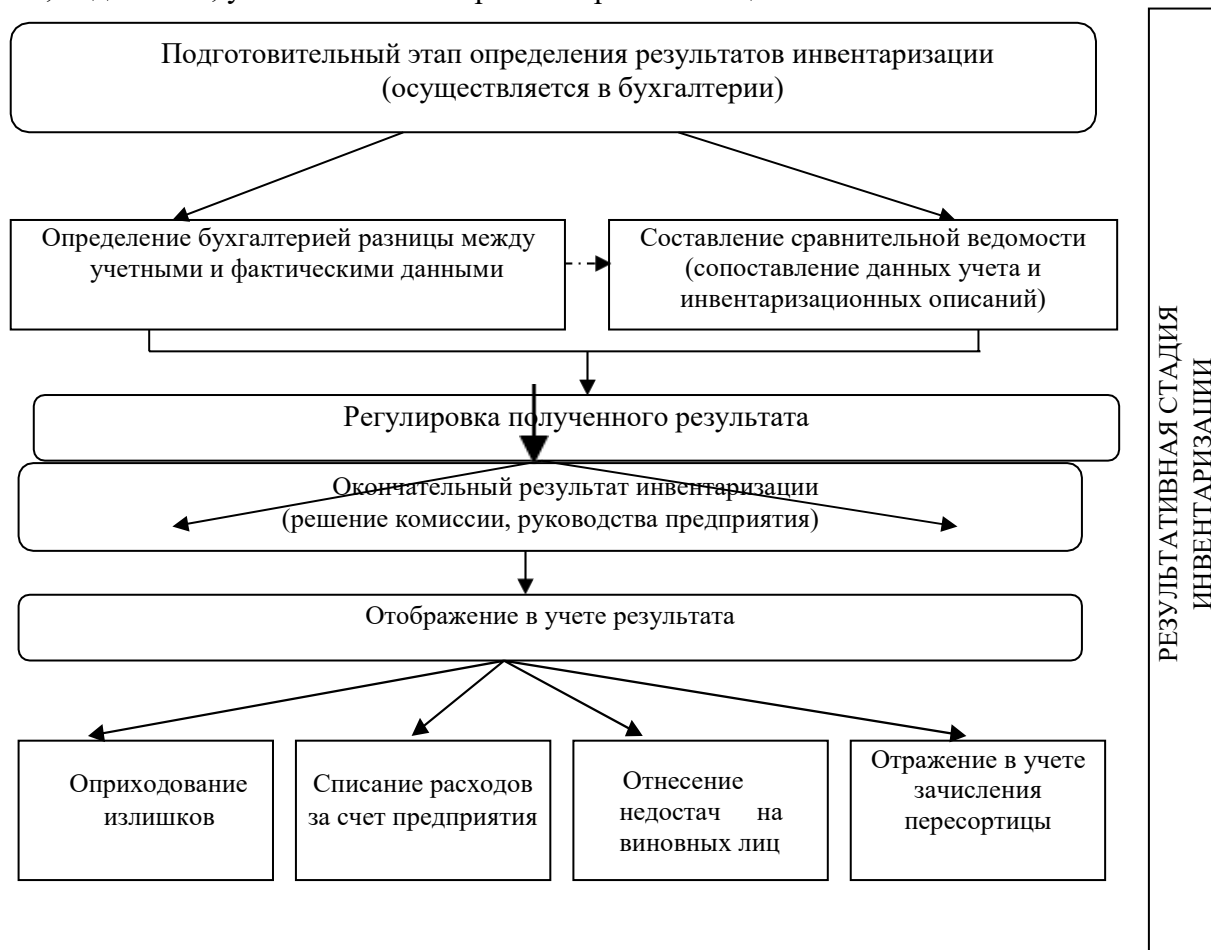 Подготовительный этап определения результатов инвентаризации
(осуществляется в бухгалтерии)
Определение бухгалтерией разницы между
учетными и фактическими данными
Составление сравнительной ведомости
(сопоставление данных учета и
инвентаризационных описаний)
Регулировка полученного результата
Окончательный результат инвентаризации
(решение комиссии, руководства предприятия)
Отображение в учете результата
Оприходование
излишков
Списание расходов
за счет предприятия
Отнесение
недостач на
виновных лиц
Отражение в учете
зачисления
пересортицы
РЕЗУЛЬТАТИВНАЯ СТАДИЯ
ИНВЕНТАРИЗАЦИИ